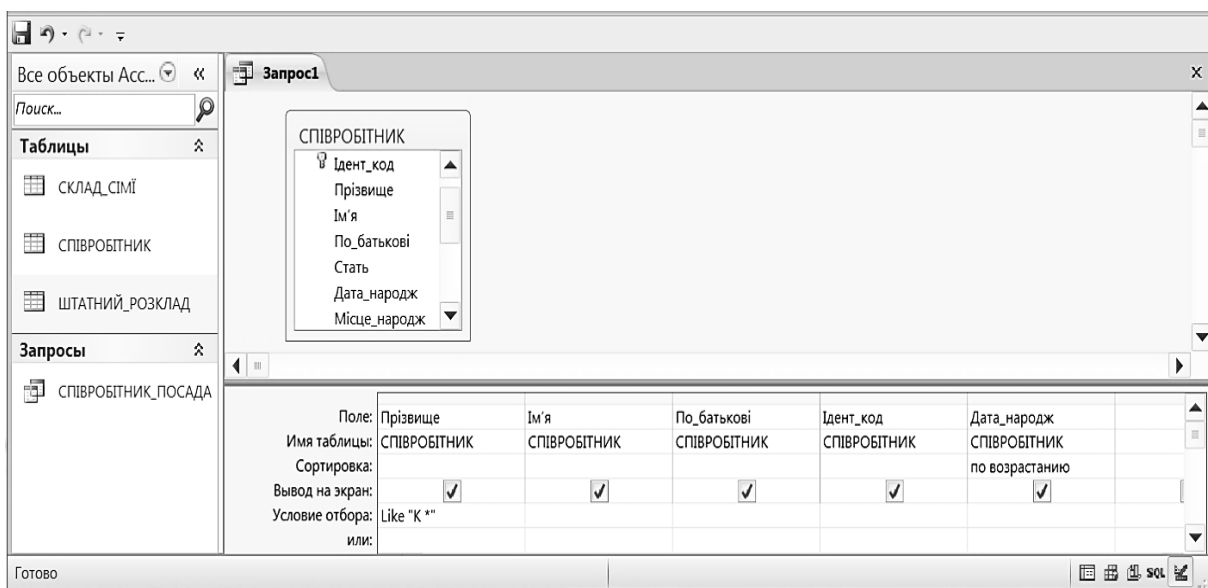 Все объекты Acc... «
Поиск...
Таблицы
СКЛАД_СІМЇ
СПІВРОБІТНИК
ШТАТНИЙ_РОЗКЛАД
Запросы
СПІВРОБІТНИК_ПОСАДА
Запрос1 x
СПІВРОБІТНИК
Ідент_код
Прізвище
Ім'я
По_батькові
Стать
Дата_народж
Місце_народж
Поле: Прізвище Ім'я По_батькові Ідент_код Дата_народж
Имя таблицы: СПІВРОБІТНИК СПІВРОБІТНИК СПІВРОБІТНИК СПІВРОБІТНИК СПІВРОБІТНИК
Сортировка: по возрастанию
Вывод на экран:
Условие отбора: Like "К *"
или:
Готово SQL